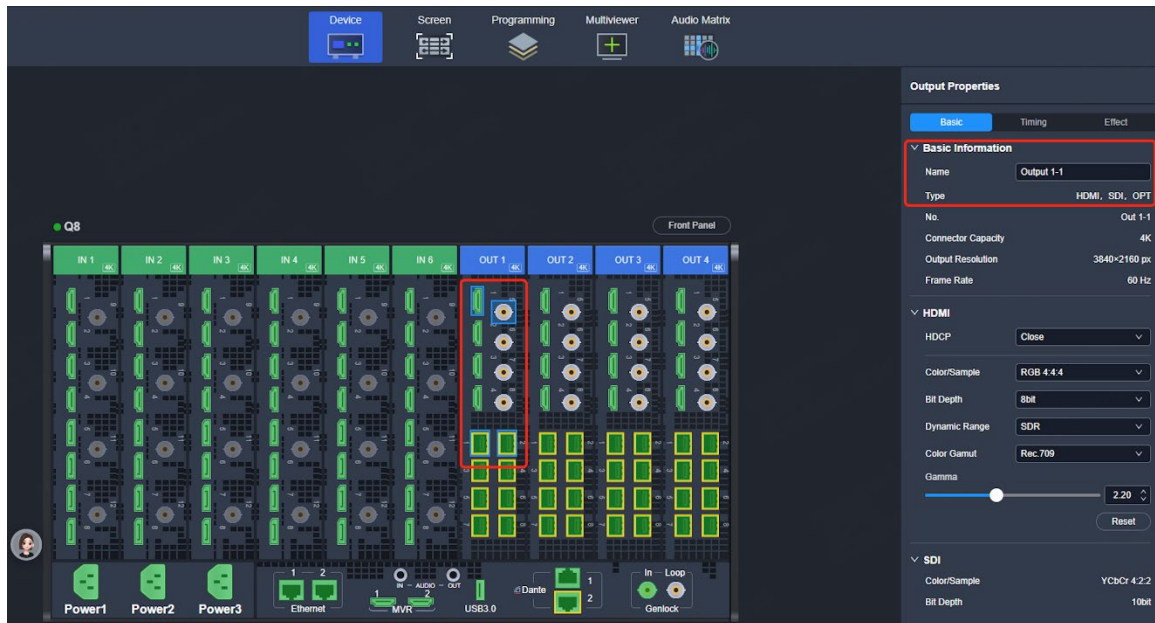 Device Screen Programming Multiviewer Audio Matrix
Output Properties
Basic Timing Effect
Basic Information
Name Output 1-1
Type HDMI, SDI, OPT
No. Out 1-1
Connector Capacity 4K
Output Resolution 3840×2160 px
Frame Rate 60 Hz
HDMI
HDCP Close
Color/Sample RGB 4:4:4
Bit Depth 8bit
Dynamic Range SDR
Color Gamut Rec.709
Gamma
2.20
Reset
SDI
Color/Sample YCbCr 4:2:2
Bit Depth 10bit
Q8 Front Panel
IN 1 4K IN 2 4K IN 3 4K IN 4 4K IN 5 4K IN 6 4K OUT 1 4K OUT 2 4K OUT 3 4K OUT 4 4K
Power1 Power2 Power3
1 2
Ethernet
IN AUDIO OUT
1 2
MVR
USB3.0
Dante 1
2
In Loop
Genlock